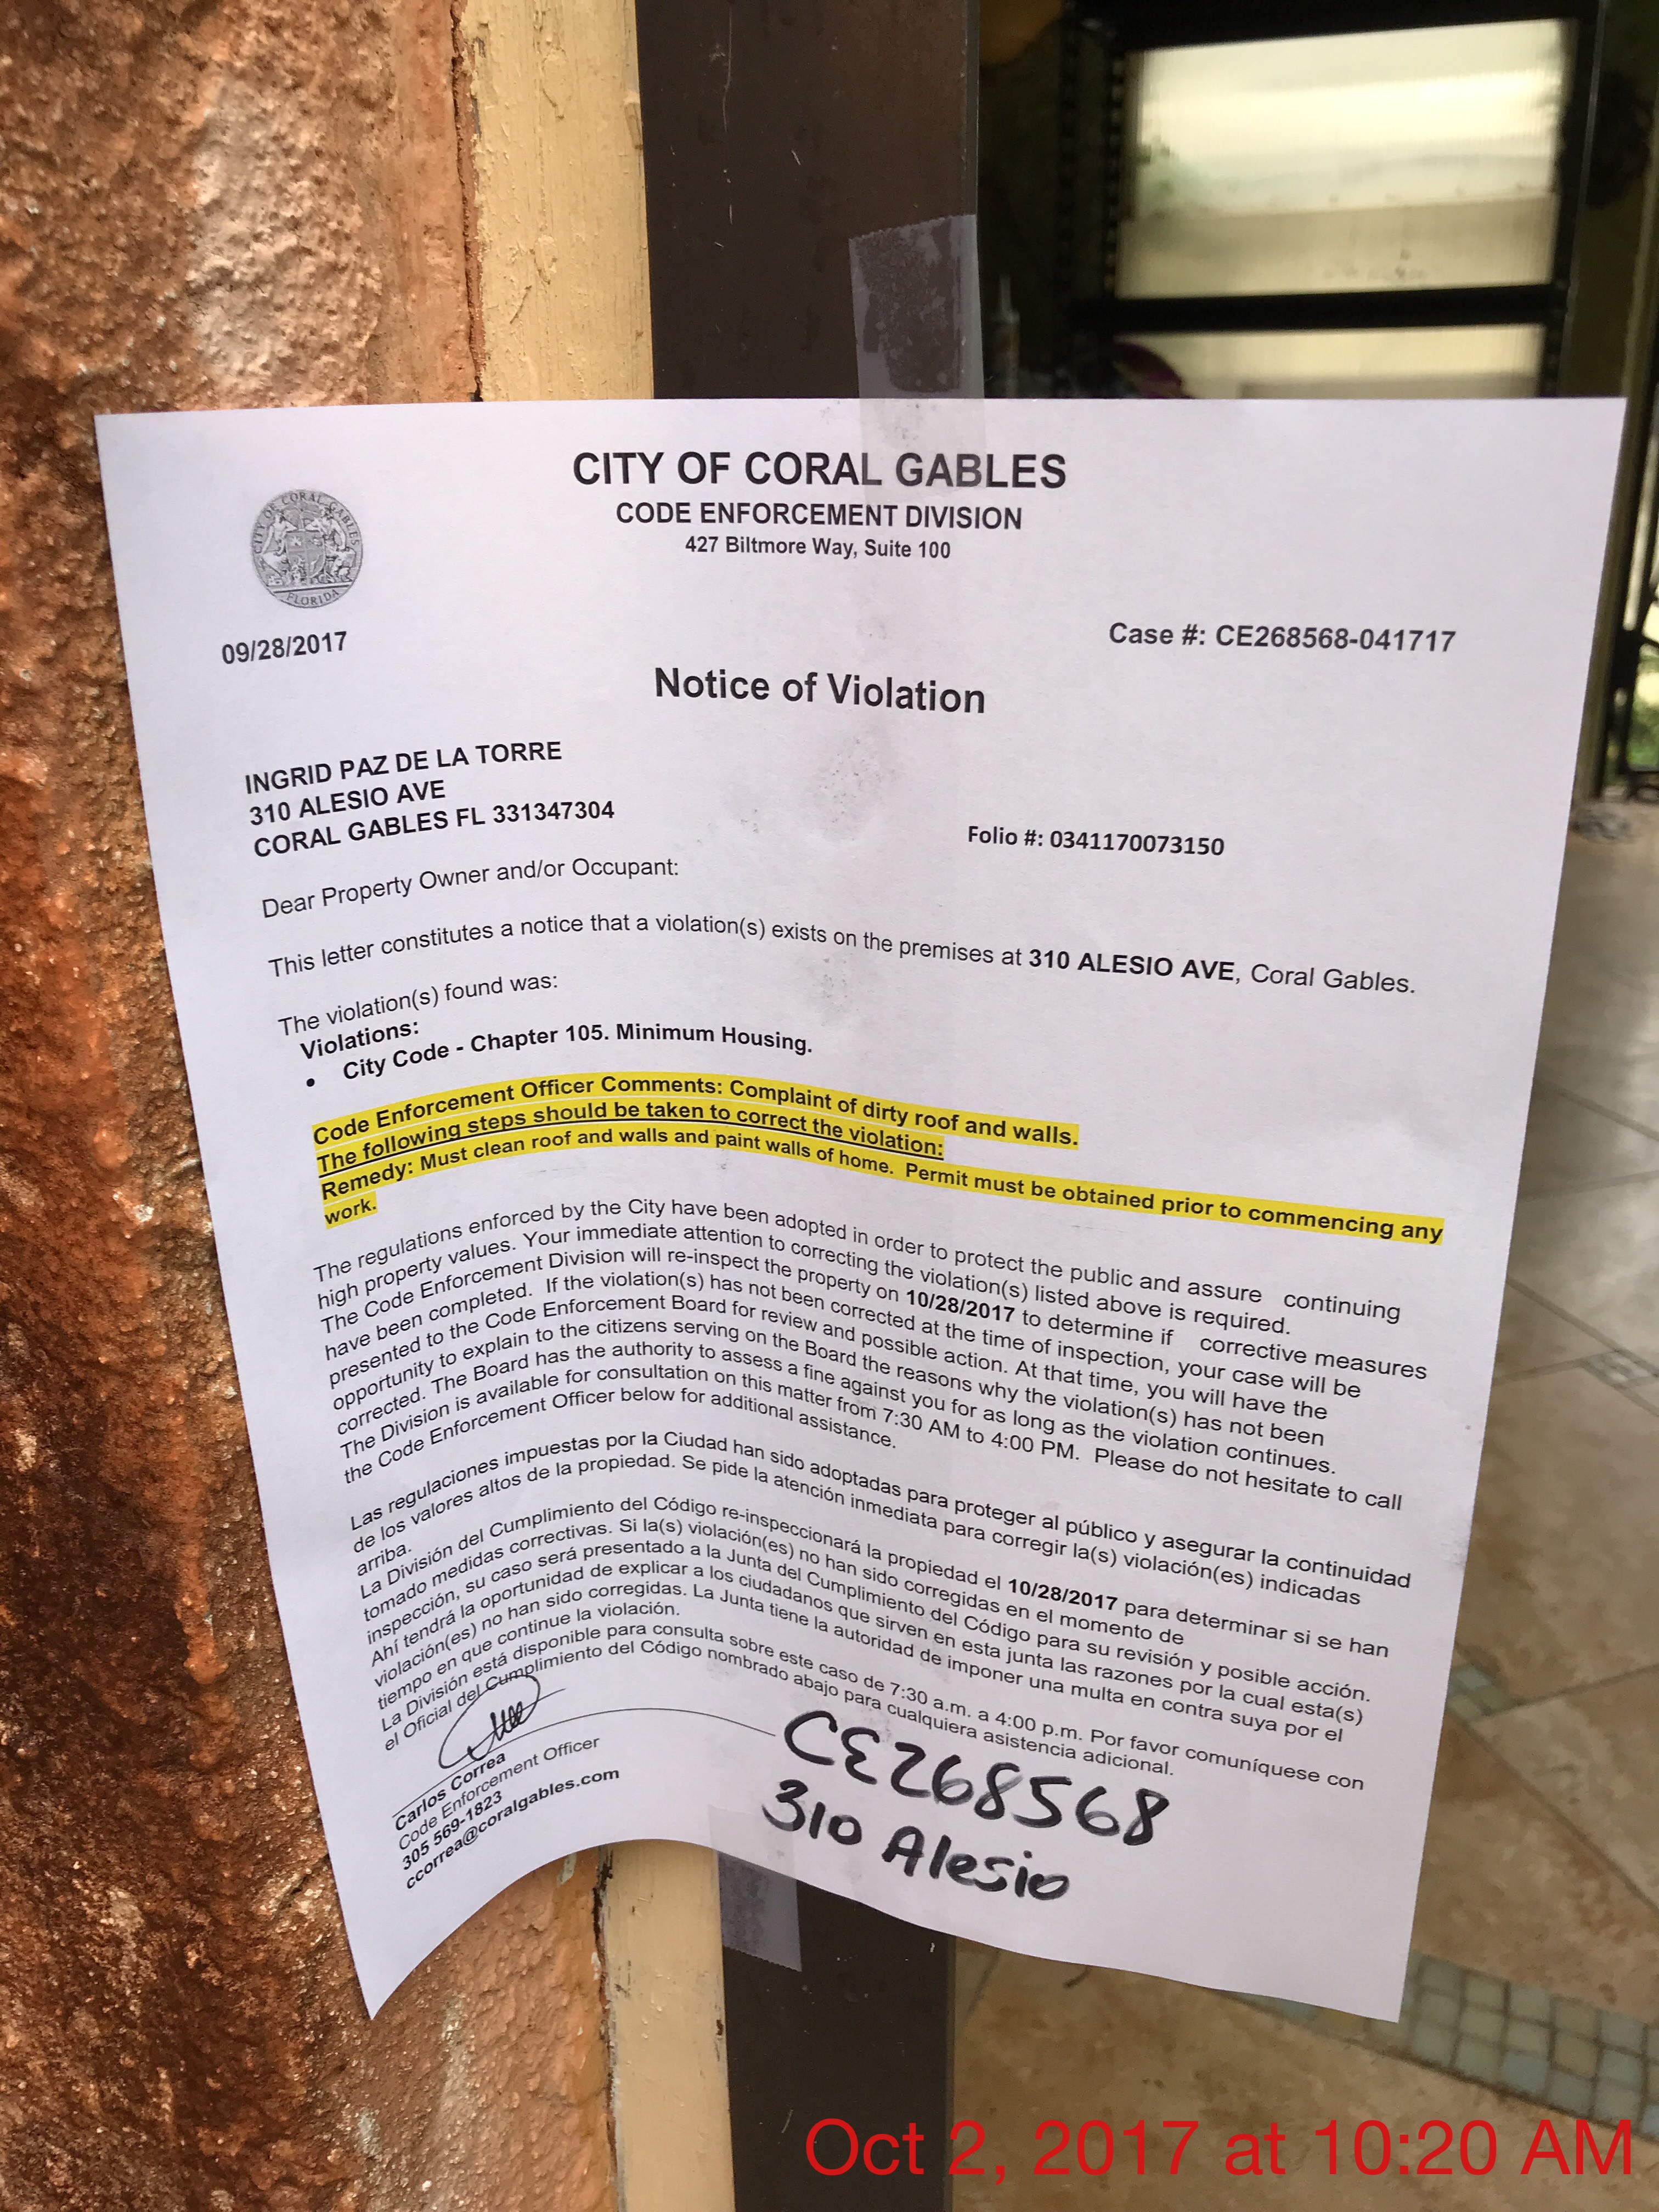 CITY OF CORAL GABLES
CODE ENFORCEMENT DIVISION
427 Biltmore Way, Suite 100
CITY OF CORAL GABLES
FLORIDA
09/28/2017
Case #: CE268568-041717
Notice of Violation
INGRID PAZ DE LA TORRE
310 ALESIO AVE
CORAL GABLES FL 331347304
Folio #: 0341170073150
Dear Property Owner and/or Occupant:
This letter constitutes a notice that a violation(s) exists on the premises at 310 ALESIO AVE, Coral Gables.
The violation(s) found was:
Violations:
• City Code - Chapter 105. Minimum Housing.
Code Enforcement Officer Comments: Complaint of dirty roof and walls.
The following steps should be taken to correct the violation:
Remedy: Must clean roof and walls and paint walls of home. Permit must be obtained prior to commencing any
work.
The regulations enforced by the City have been adopted in order to protect the public and assure continuing
high property values. Your immediate attention to correcting the violation(s) listed above is required.
The Code Enforcement Division will re-inspect the property on 10/28/2017 to determine if corrective measures
have been completed. If the violation(s) has not been corrected at the time of inspection, your case will be
presented to the Code Enforcement Board for review and possible action. At that time, you will have the
opportunity to explain to the citizens serving on the Board the reasons why the violation(s) has not been
corrected. The Board has the authority to assess a fine against you for as long as the violation continues.
The Division is available for consultation on this matter from 7:30 AM to 4:00 PM. Please do not hesitate to call
the Code Enforcement Officer below for additional assistance.
Las regulaciones impuestas por la Ciudad han sido adoptadas para proteger al público y asegurar la continuidad
de los valores altos de la propiedad. Se pide la atención inmediata para corregir la(s) violación(es) indicadas
arriba.
La División del Cumplimiento del Código re-inspeccionará la propiedad el 10/28/2017 para determinar si se han
tomado medidas correctivas. Si la(s) violación(es) no han sido corregidas en el momento de
inspección, su caso será presentado a la Junta del Cumplimiento del Código para su revisión y posible acción.
Ahí tendrá la oportunidad de explicar a los ciudadanos que sirven en esta junta las razones por la cual esta(s)
violación(es) no han sido corregidas. La Junta tiene la autoridad de imponer una multa en contra suya por el
tiempo en que continue la violación.
La División está disponible para consulta sobre este caso de 7:30 a.m. a 4:00 p.m. Por favor comuníquese con
el Oficial del Cumplimiento del Código nombrado abajo para cualquiera asistencia adicional.
Carlos Correa
Code Enforcement Officer
305 569-1823
ccorrea@coralgables.com
CE268568
310 Alesio
Oct 2, 2017 at 10:20 AM